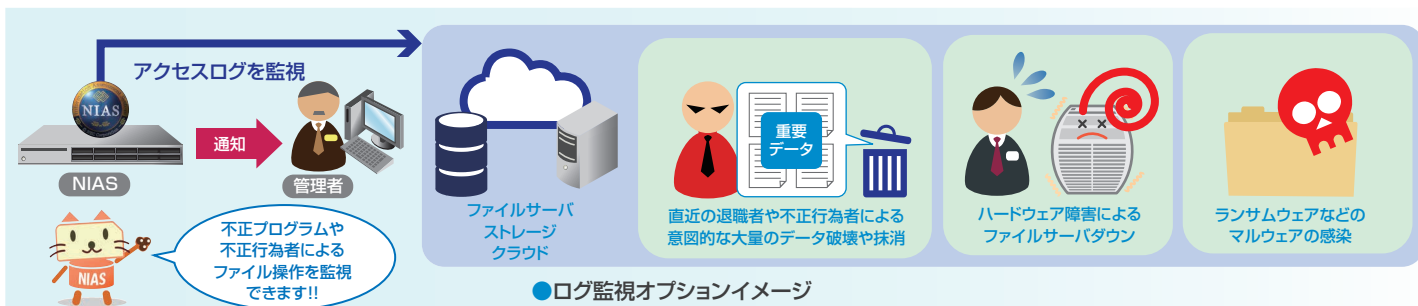 アクセスログを監視
NIAS
通知
NIAS
管理者
不正プログラムや
不正行為者による
ファイル操作を監視
できます!!
NIAS
ファイルサーバ
ストレージ
クラウド
重要
データ
直近の退職者や不正行為者による
意図的な大量のデータ破壊や抹消
ハードウェア障害による
ファイルサーバダウン
ランサムウェアなどの
マルウェアの感染
●ログ監視オプションイメージ